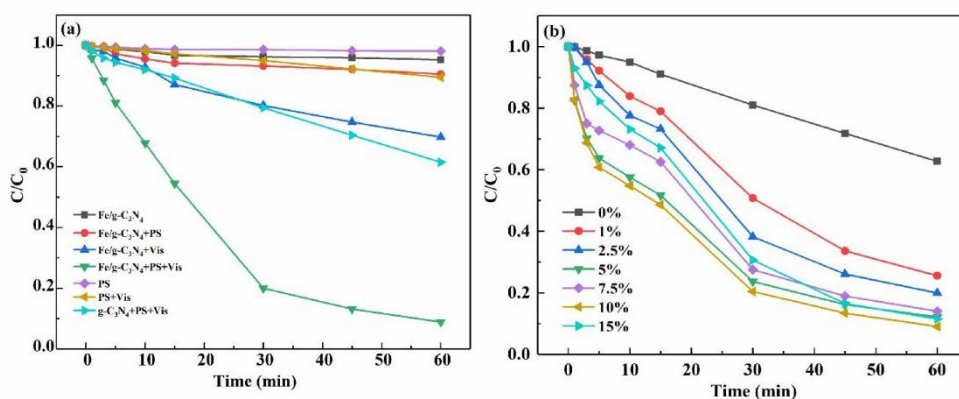 (a)
C/C₀
1.0
0.8
0.6
0.4
0.2
0.0
Fe/g-C₃N₄
Fe/g-C₃N₄+PS
Fe/g-C₃N₄+Vis
Fe/g-C₃N₄+PS+Vis
PS
PS+Vis
g-C₃N₄+PS+Vis
0 10 20 30 40 50 60
Time (min)
(b)
C/C₀
1.0
0.8
0.6
0.4
0.2
0.0
0%
1%
2.5%
5%
7.5%
10%
15%
0 10 20 30 40 50 60
Time (min)